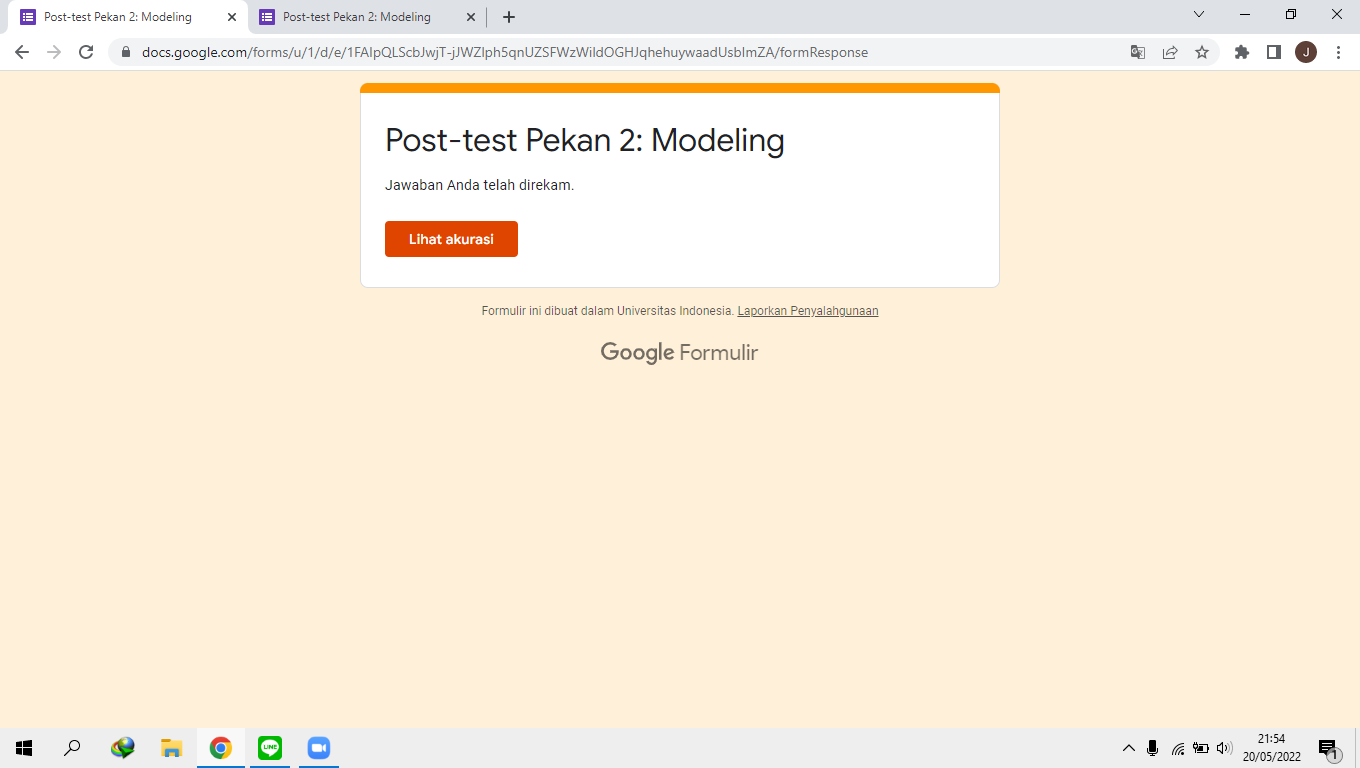 Post-test Pekan 2: Modeling
Post-test Pekan 2: Modeling
docs.google.com/forms/u/1/d/e/1FAIpQLScbJwjT-jJWZIph5qnUZSFWzWiIdOGHJqhehuywaadUsbImZA/formResponse
J
Post-test Pekan 2: Modeling
Jawaban Anda telah direkam.
Lihat akurasi
Formulir ini dibuat dalam Universitas Indonesia. Laporkan Penyalahgunaan
Google Formulir
LINE
21:54
20/05/2022
1